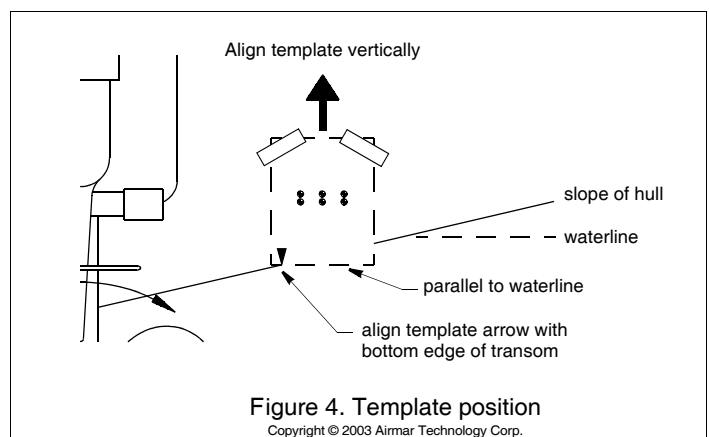 Align template vertically
slope of hull
waterline
parallel to waterline
align template arrow with
bottom edge of transom
Figure 4. Template position
Copyright © 2003 Airmar Technology Corp.